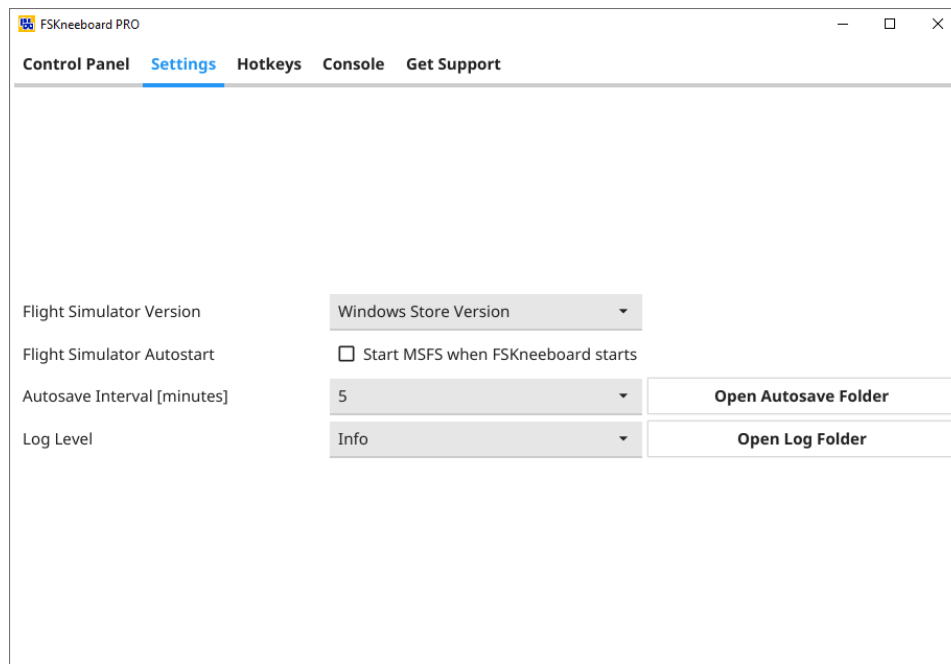 FSKneeboard PRO
Control Panel Settings Hotkeys Console Get Support
Flight Simulator Version Windows Store Version
Flight Simulator Autostart Start MSFS when FSKneeboard starts
Autosave Interval [minutes] 5 Open Autosave Folder
Log Level Info Open Log Folder